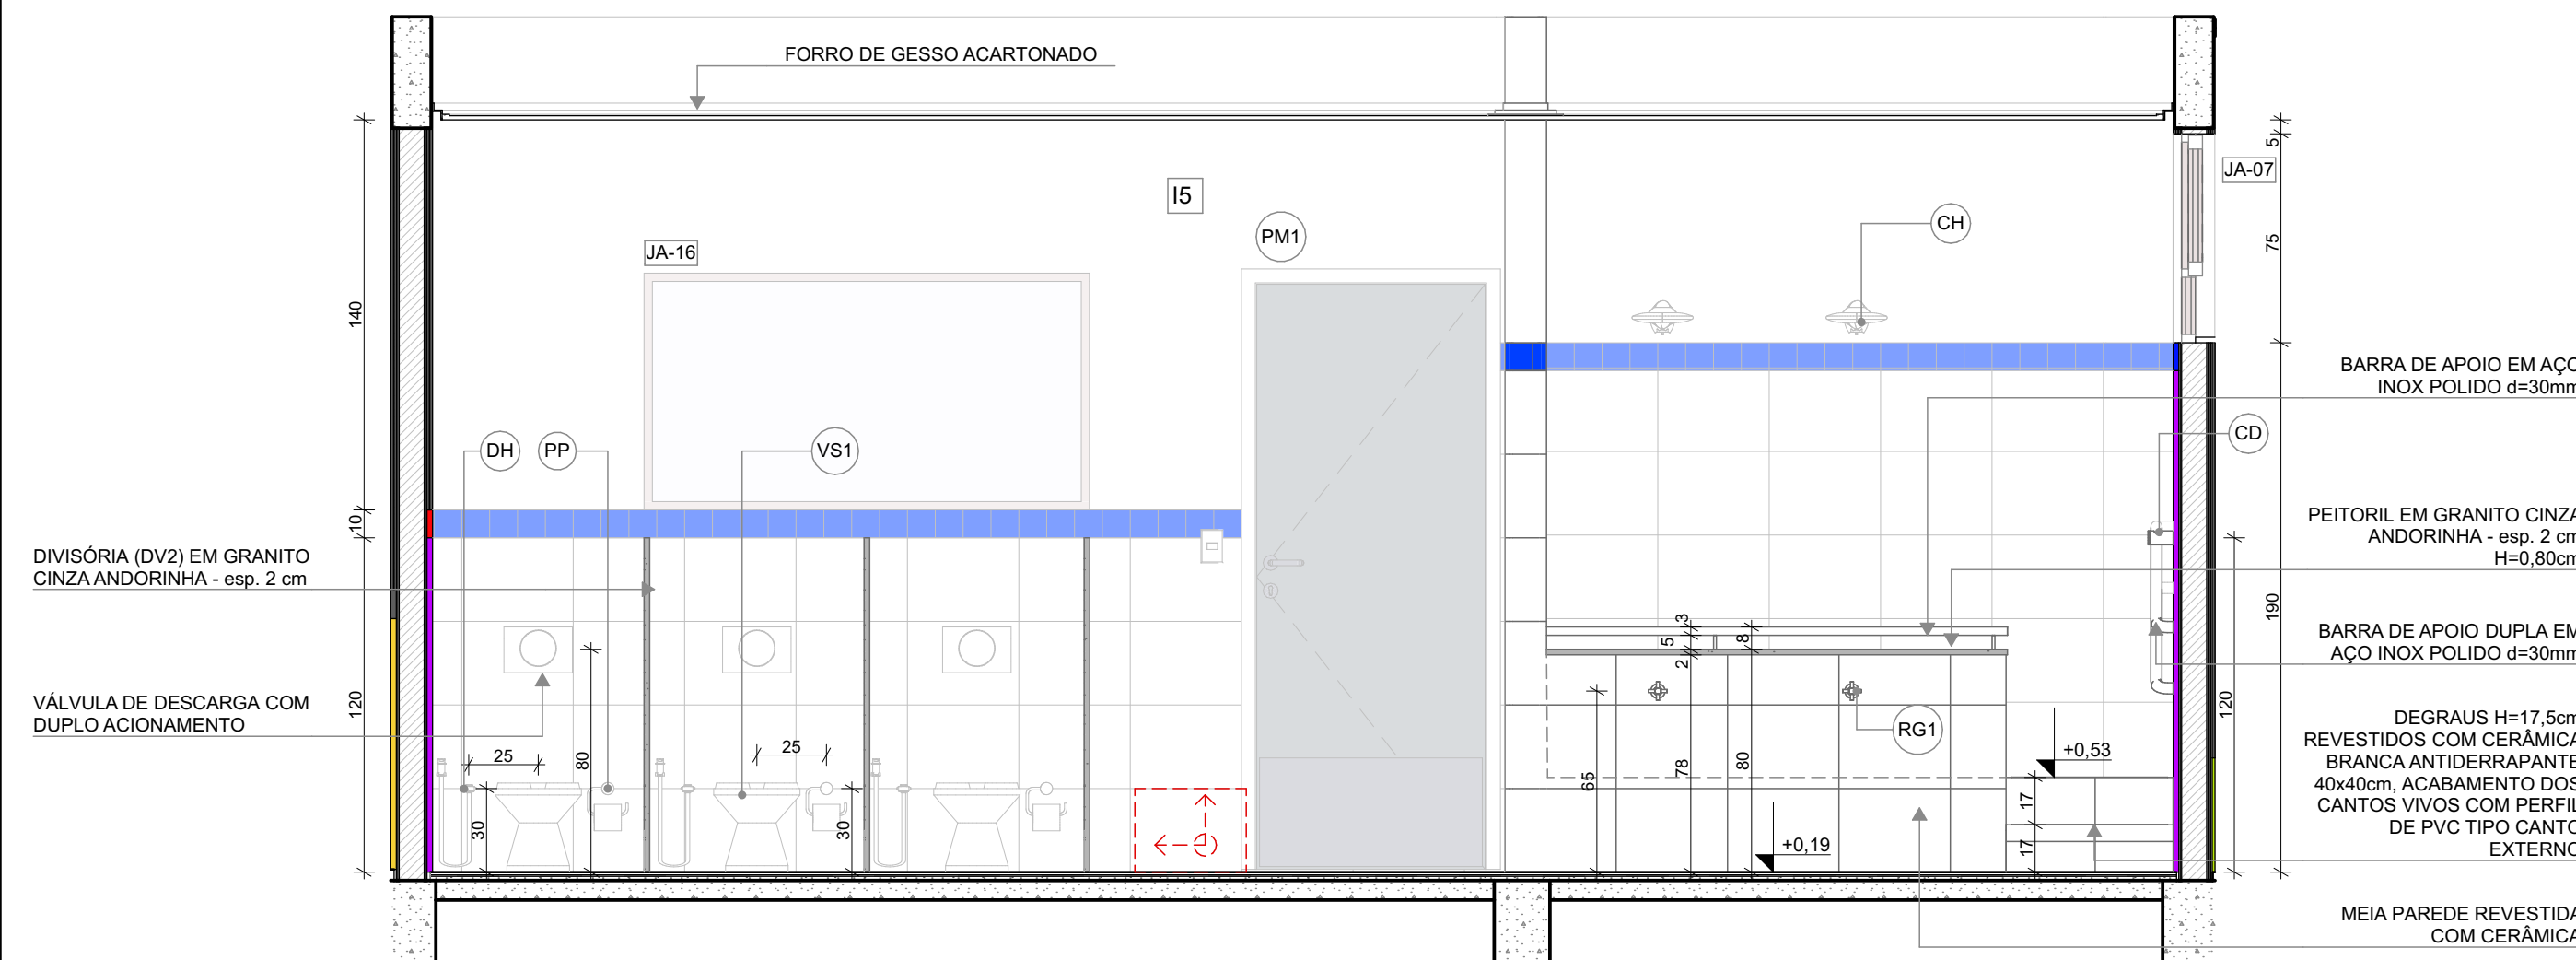 FORRO DE GESSO ACARTONADO
I5
JA-16
PM1
CH
JA-07
5
75
140
10
120
DH
PP
VS1
DIVISÓRIA (DV2) EM GRANITO
CINZA ANDORINHA - esp. 2 cm
VÁLVULA DE DESCARGA COM
DUPLO ACIONAMENTO
25
80
25
30
30
BARRA DE APOIO EM AÇO
INOX POLIDO d=30mm
CD
PEITORIL EM GRANITO CINZA
ANDORINHA - esp. 2 cm
H=0,80cm
190
BARRA DE APOIO DUPLA EM
AÇO INOX POLIDO d=30mm
120
3
5
8
2
65
78
80
RG1
+0,53
+0,19
17
17
DEGRAUS H=17,5cm
REVESTIDOS COM CERÂMICA
BRANCA ANTIDERRAPANTE
40x40cm, ACABAMENTO DOS
CANTOS VIVOS COM PERFIL
DE PVC TIPO CANTO
EXTERNO
MEIA PAREDE REVESTIDA
COM CERÂMICA